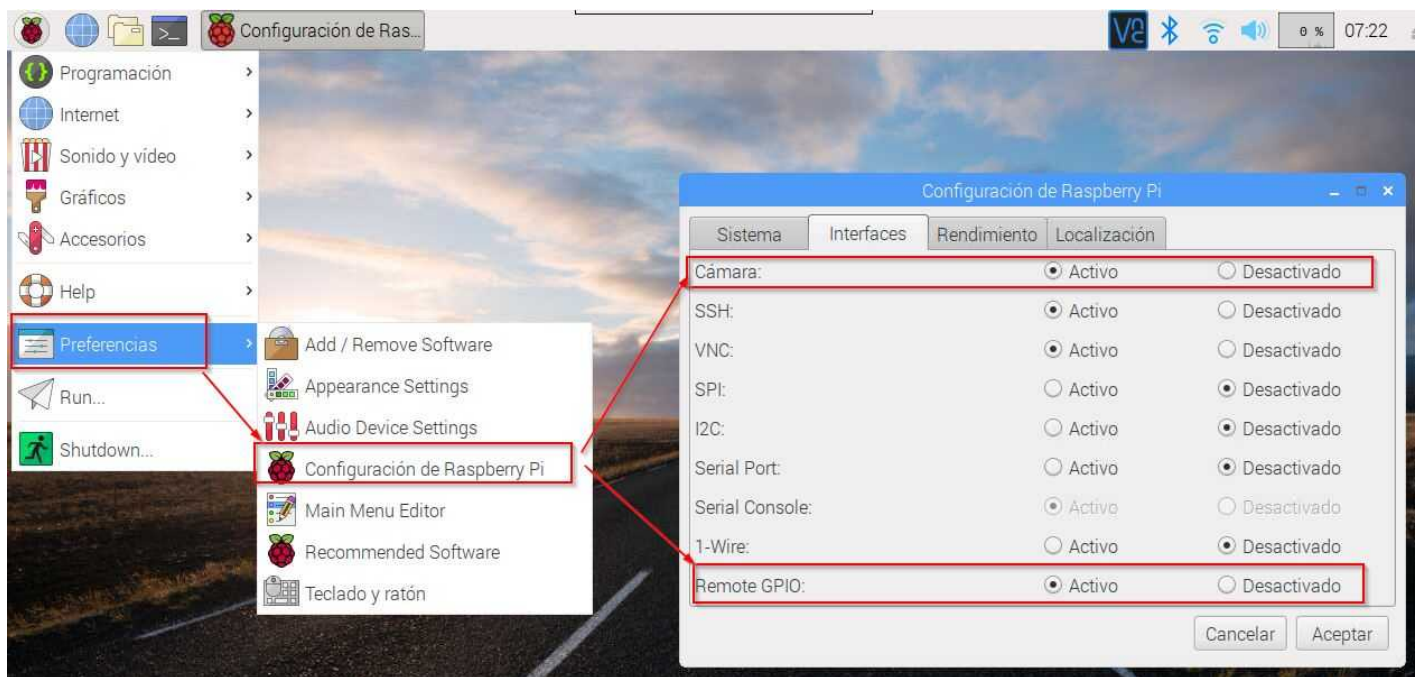 Configuración de Ras...
0 %
07:22
Programación
Internet
Sonido y vídeo
Gráficos
Accesorios
Help
Preferencias
Run...
Shutdown...
Add / Remove Software
Appearance Settings
Audio Device Settings
Configuración de Raspberry Pi
Main Menu Editor
Recommended Software
Teclado y ratón
Configuración de Raspberry Pi
Sistema Interfaces Rendimiento Localización
Cámara: Activo Desactivado
SSH: Activo Desactivado
VNC: Activo Desactivado
SPI: Activo Desactivado
I2C: Activo Desactivado
Serial Port: Activo Desactivado
Serial Console: Activo Desactivado
1-Wire: Activo Desactivado
Remote GPIO: Activo Desactivado
Cancelar Aceptar